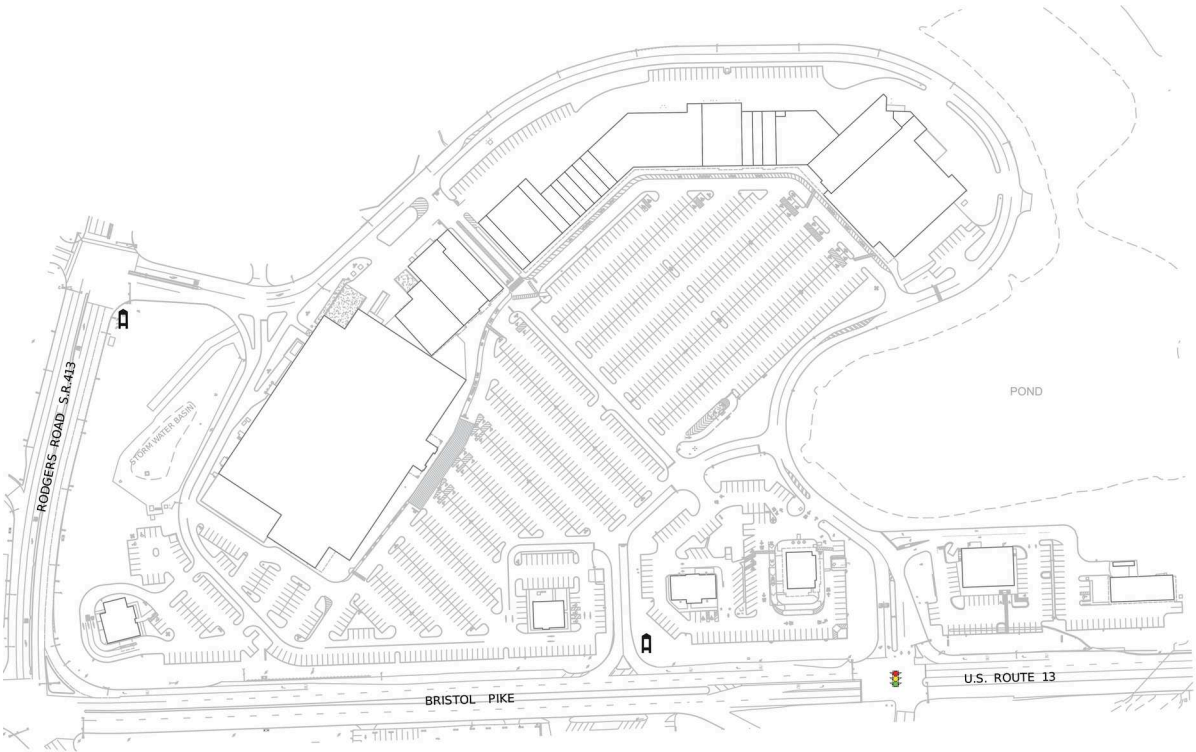 POND
RODGERS ROAD S.R.413
STORM WATER BASIN
U.S. ROUTE 13
BRISTOL PIKE